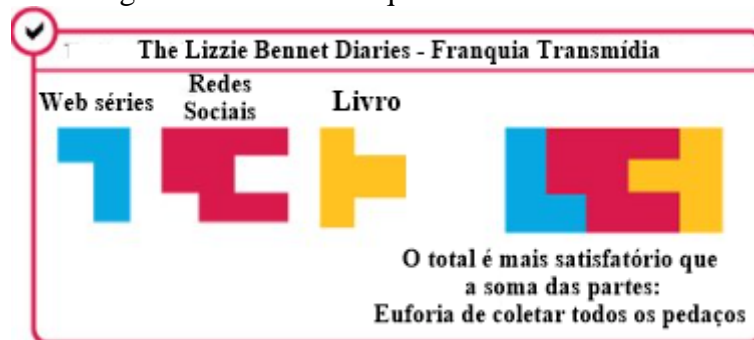 The Lizzie Bennet Diaries - Franquia Transmídia
Web séries
Redes
Sociais
Livro
O total é mais satisfatório que
a soma das partes:
Euforia de coletar todos os pedaços